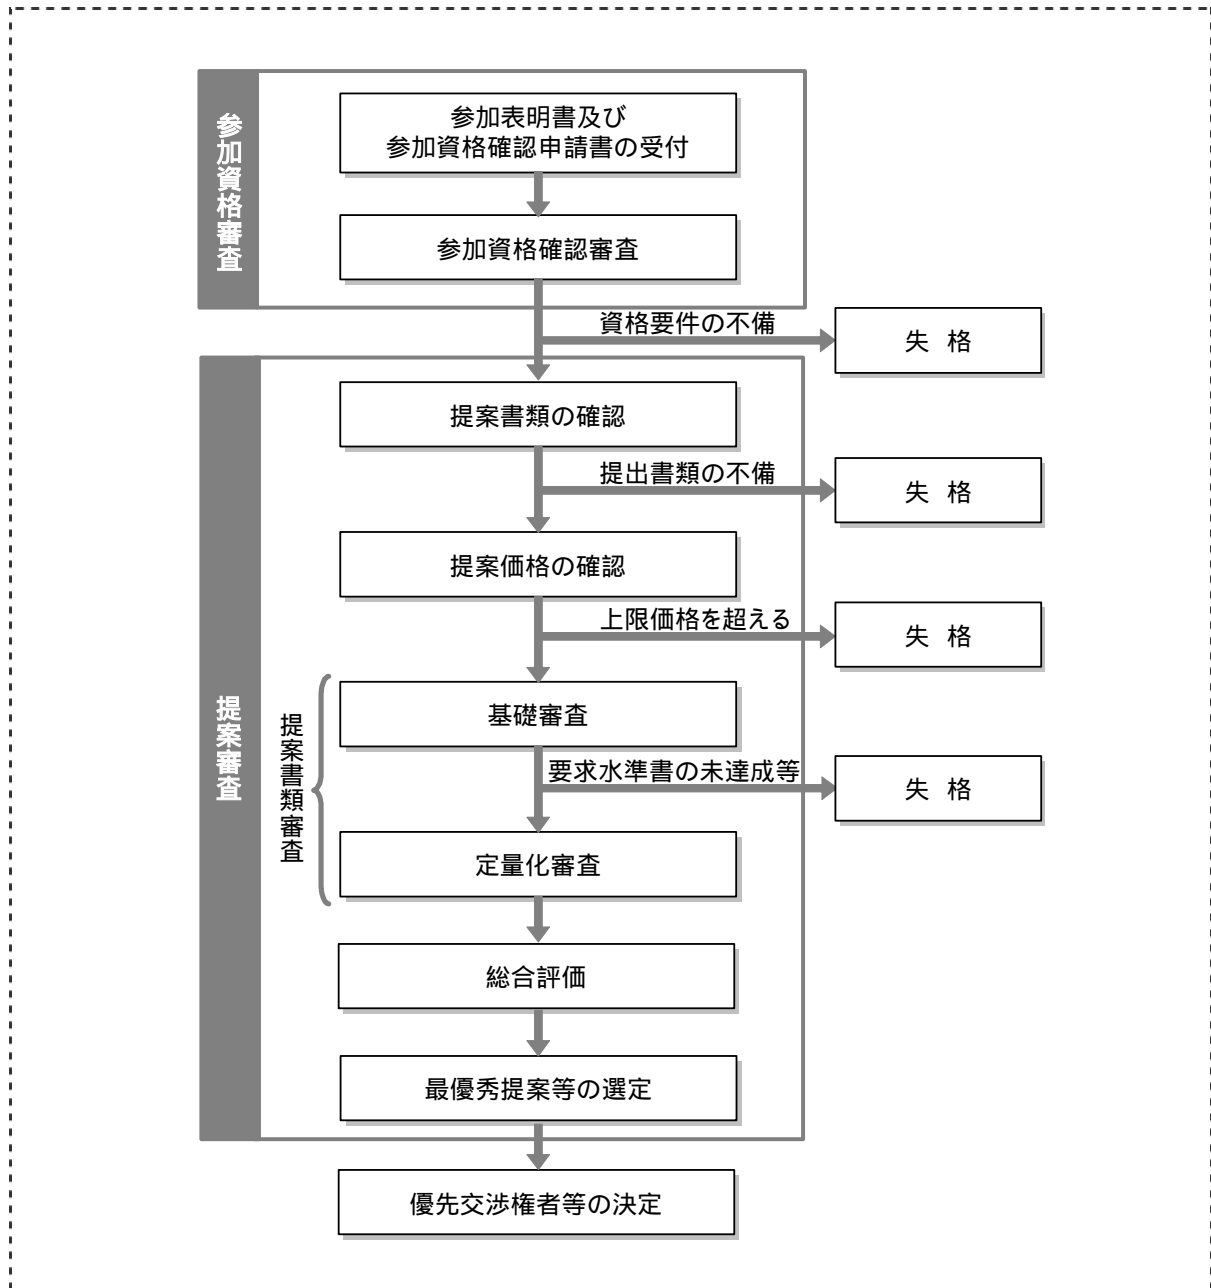 参加資格審査
参加表明書及び
参加資格確認申請書の受付
参加資格確認審査
資格要件の不備
失 格
提案審査
提案書類の確認
提出書類の不備
失 格
提案価格の確認
上限価格を超える
失 格
提案書類審査
基礎審査
要求水準書の未達成等
失 格
定量化審査
総合評価
最優秀提案等の選定
優先交渉権者等の決定